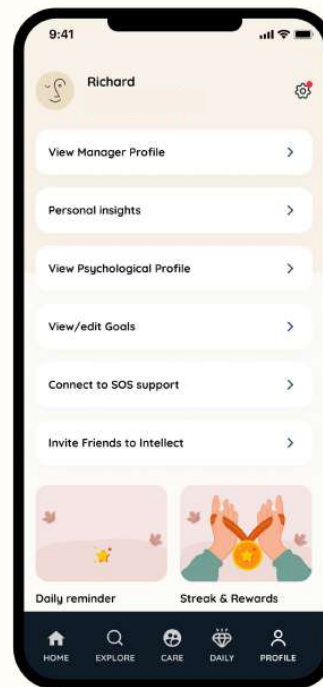 9:41
Richard
View Manager Profile
Personal insights
View Psychological Profile
View/edit Goals
Connect to SOS support
Invite Friends to Intellect
Daily reminder Streak & Rewards
HOME EXPLORE CARE DAILY PROFILE